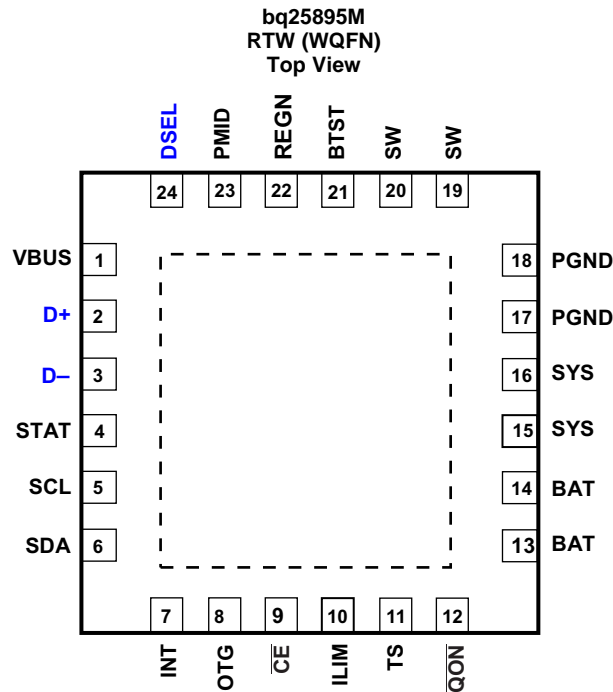 bq25895M
RTW (WQFN)
Top View
DSEL PMID REGN BTST SW SW
24 23 22 21 20 19
VBUS 1 18 PGND
D+ 2 17 PGND
D– 3 16 SYS
STAT 4 15 SYS
SCL 5 14 BAT
SDA 6 13 BAT
7 8 9 10 11 12
INT OTG C̅E̅ ILIM TS Q̅O̅N̅